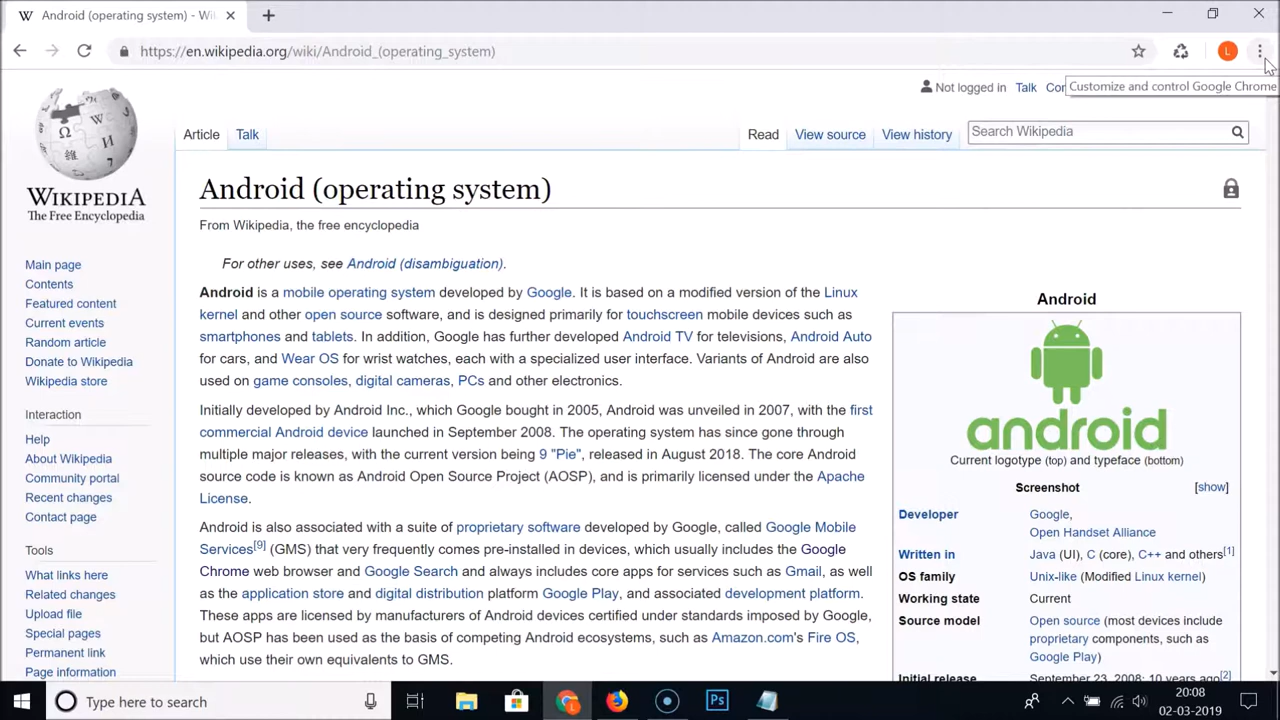 Android (operating system) - Wi
https://en.wikipedia.org/wiki/Android_(operating_system)
L
Customize and control Google Chrome
Not logged in Talk Co
WIKIPEDIA
The Free Encyclopedia
Article Talk Read View source View history Search Wikipedia
Android (operating system)
From Wikipedia, the free encyclopedia
For other uses, see Android (disambiguation).
Android is a mobile operating system developed by Google. It is based on a modified version of the Linux
kernel and other open source software, and is designed primarily for touchscreen mobile devices such as
smartphones and tablets. In addition, Google has further developed Android TV for televisions, Android Auto
for cars, and Wear OS for wrist watches, each with a specialized user interface. Variants of Android are also
used on game consoles, digital cameras, PCs and other electronics.
Initially developed by Android Inc., which Google bought in 2005, Android was unveiled in 2007, with the first
commercial Android device launched in September 2008. The operating system has since gone through
multiple major releases, with the current version being 9 "Pie", released in August 2018. The core Android
source code is known as Android Open Source Project (AOSP), and is primarily licensed under the Apache
License.
Android is also associated with a suite of proprietary software developed by Google, called Google Mobile
Services[9] (GMS) that very frequently comes pre-installed in devices, which usually includes the Google
Chrome web browser and Google Search and always includes core apps for services such as Gmail, as well
as the application store and digital distribution platform Google Play, and associated development platform.
These apps are licensed by manufacturers of Android devices certified under standards imposed by Google,
but AOSP has been used as the basis of competing Android ecosystems, such as Amazon.com's Fire OS,
which use their own equivalents to GMS.
Main page
Contents
Featured content
Current events
Random article
Donate to Wikipedia
Wikipedia store
Interaction
Help
About Wikipedia
Community portal
Recent changes
Contact page
Tools
What links here
Related changes
Upload file
Special pages
Permanent link
Page information
Android
android
Current logotype (top) and typeface (bottom)
Screenshot [show]
Developer Google,
Open Handset Alliance
Written in Java (UI), C (core), C++ and others[1]
OS family Unix-like (Modified Linux kernel)
Working state Current
Source model Open source (most devices include
proprietary components, such as
Google Play)
Initial release September 23, 2008; 10 years ago[2]
Type here to search
Ps
20:08
02-03-2019